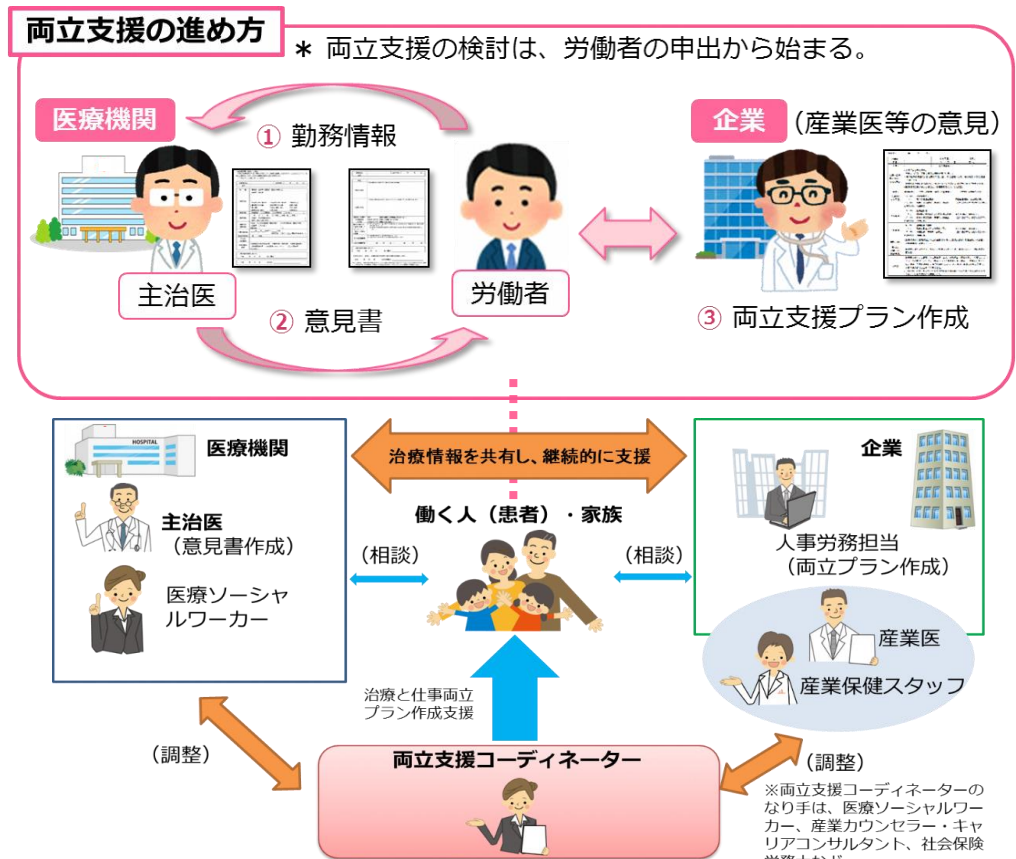 両立支援の進め方
* 両立支援の検討は、労働者の申出から始まる。
医療機関
① 勤務情報
企業
(産業医等の意見)
主治医
労働者
② 意見書
③ 両立支援プラン作成
HOSPITAL
医療機関
治療情報を共有し、継続的に支援
企業
主治医
(意見書作成)
働く人(患者)・家族
(相談)
(相談)
人事労務担当
(両立プラン作成)
医療ソーシャ
ルワーカー
産業医
産業保健スタッフ
治療と仕事両立
プラン作成支援
(調整)
両立支援コーディネーター
(調整)
※両立支援コーディネーターの
なり手は、医療ソーシャルワー
カー、産業カウンセラー・キャ
リアコンサルタント、社会保険